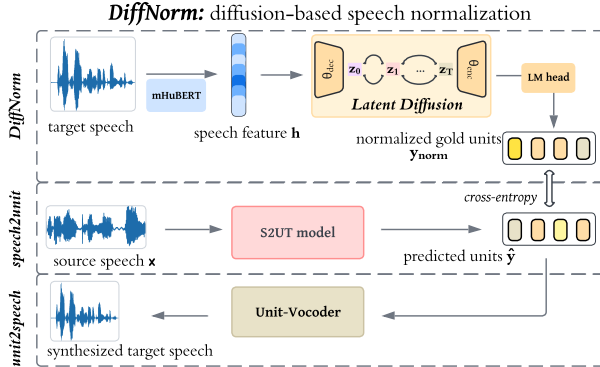 DiffNorm: diffusion-based speech normalization
DiffNorm
target speech
mHuBERT
speech feature h
θdec
z0
z1
...
zT
θenc
Latent Diffusion
LM head
normalized gold units
ynorm
cross-entropy
speech2unit
source speech x
S2UT model
predicted units ŷ
unit2speech
synthesized target speech
Unit-Vocoder